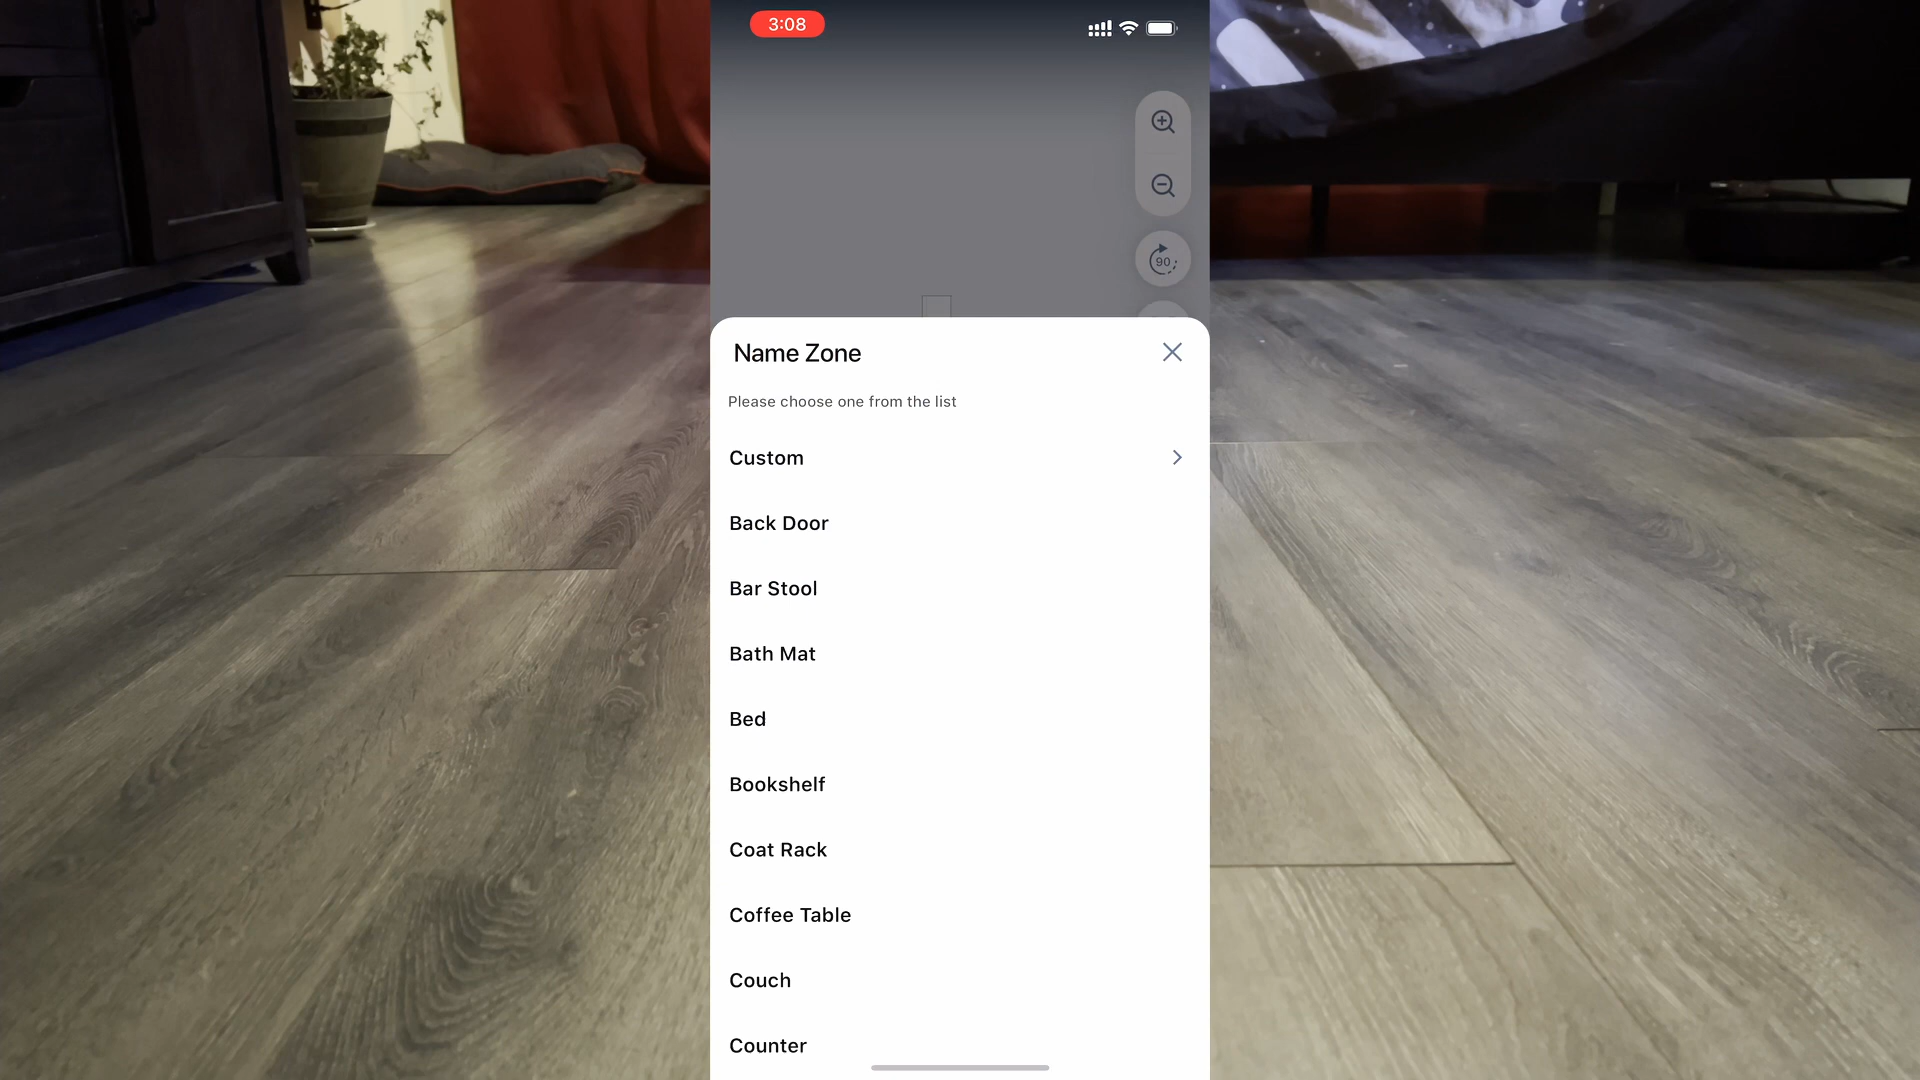 3:08
90
Name Zone
Please choose one from the list
Custom
Back Door
Bar Stool
Bath Mat
Bed
Bookshelf
Coat Rack
Coffee Table
Couch
Counter